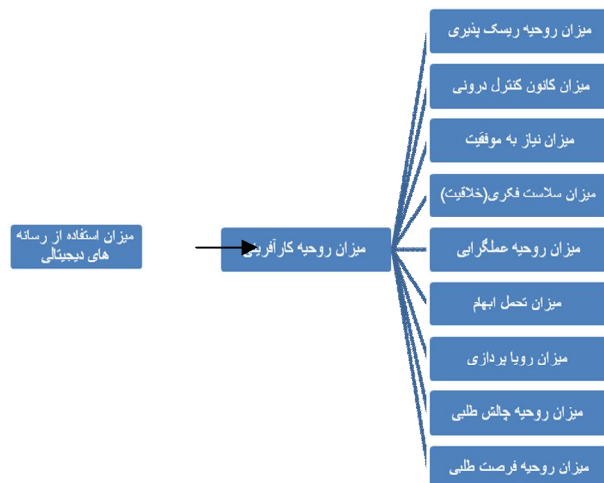 میزان روحیه ریسک پذیری
میزان کانون کنترل درونی
میزان نیاز به موفقیت
میزان سلاست فکری(خلاقیت)
میزان روحیه عملگرایی
میزان تحمل ابهام
میزان رویا پردازی
میزان روحیه چالش طلبی
میزان روحیه فرصت طلبی
میزان روحیه کارآفرینی
میزان استفاده از رسانه
های دیجیتالی